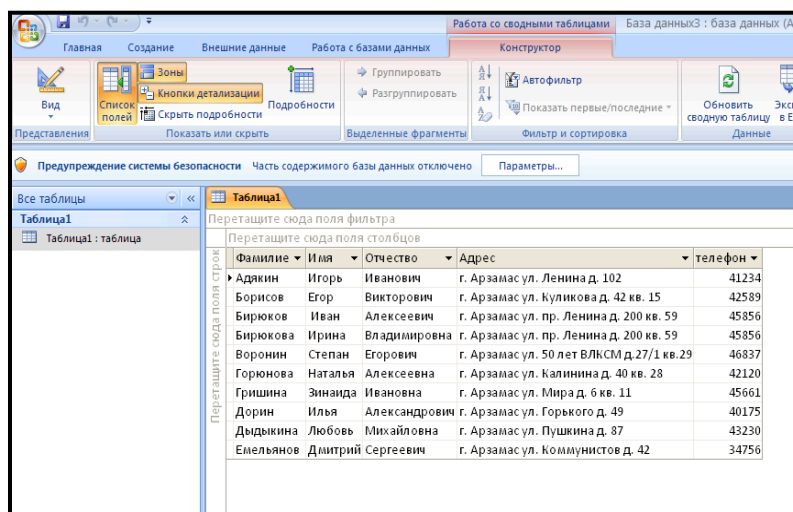 Работа со сводными таблицами База данных3 : база данных (А
Главная Создание Внешние данные Работа с базами данных Конструктор
Вид
Представления
Список полей
Зоны
Кнопки детализации
Скрыть подробности
Подробности
Показать или скрыть
Группировать
Разгруппировать
Выделенные фрагменты
Автофильтр
Показать первые/последние
Фильтр и сортировка
Обновить сводную таблицу
Экс
в E
Данные
Предупреждение системы безопасности Часть содержимого базы данных отключено Параметры...
Все таблицы
Таблица1
Таблица1 : таблица
Таблица1
Перетащите сюда поля фильтра
Перетащите сюда поля столбцов
Перетащите сюда поля строк
Фамилие Имя Отчество Адрес телефон
Адякин Игорь Иванович г. Арзамас ул. Ленина д. 102 41234
Борисов Егор Викторович г. Арзамас ул. Куликова д. 42 кв. 15 42589
Бирюков Иван Алексеевич г. Арзамас ул. пр. Ленина д. 200 кв. 59 45856
Бирюкова Ирина Владимировна г. Арзамас ул. пр. Ленина д. 200 кв. 59 45856
Воронин Степан Егорович г. Арзамас ул. 50 лет ВЛКСМ д.27/1 кв.29 46837
Горюнова Наталья Алексеевна г. Арзамас ул. Калинина д. 40 кв. 28 42120
Гришина Зинаида Ивановна г. Арзамас ул. Мира д. 6 кв. 11 45661
Дорин Илья Александрович г. Арзамас ул. Горького д. 49 40175
Дыдыкина Любовь Михайловна г. Арзамас ул. Пушкина д. 87 43230
Емельянов Дмитрий Сергеевич г. Арзамас ул. Коммунистов д. 42 34756